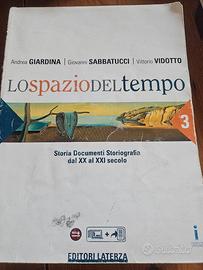 Andrea GIARDINA | Giovanni SABBATUCCI | Vittorio VIDOTTO
LOSPAZIODELTEMPO
3
Storia Documenti Storiografia
dal XX al XXI secolo
EDITORI LATERZA